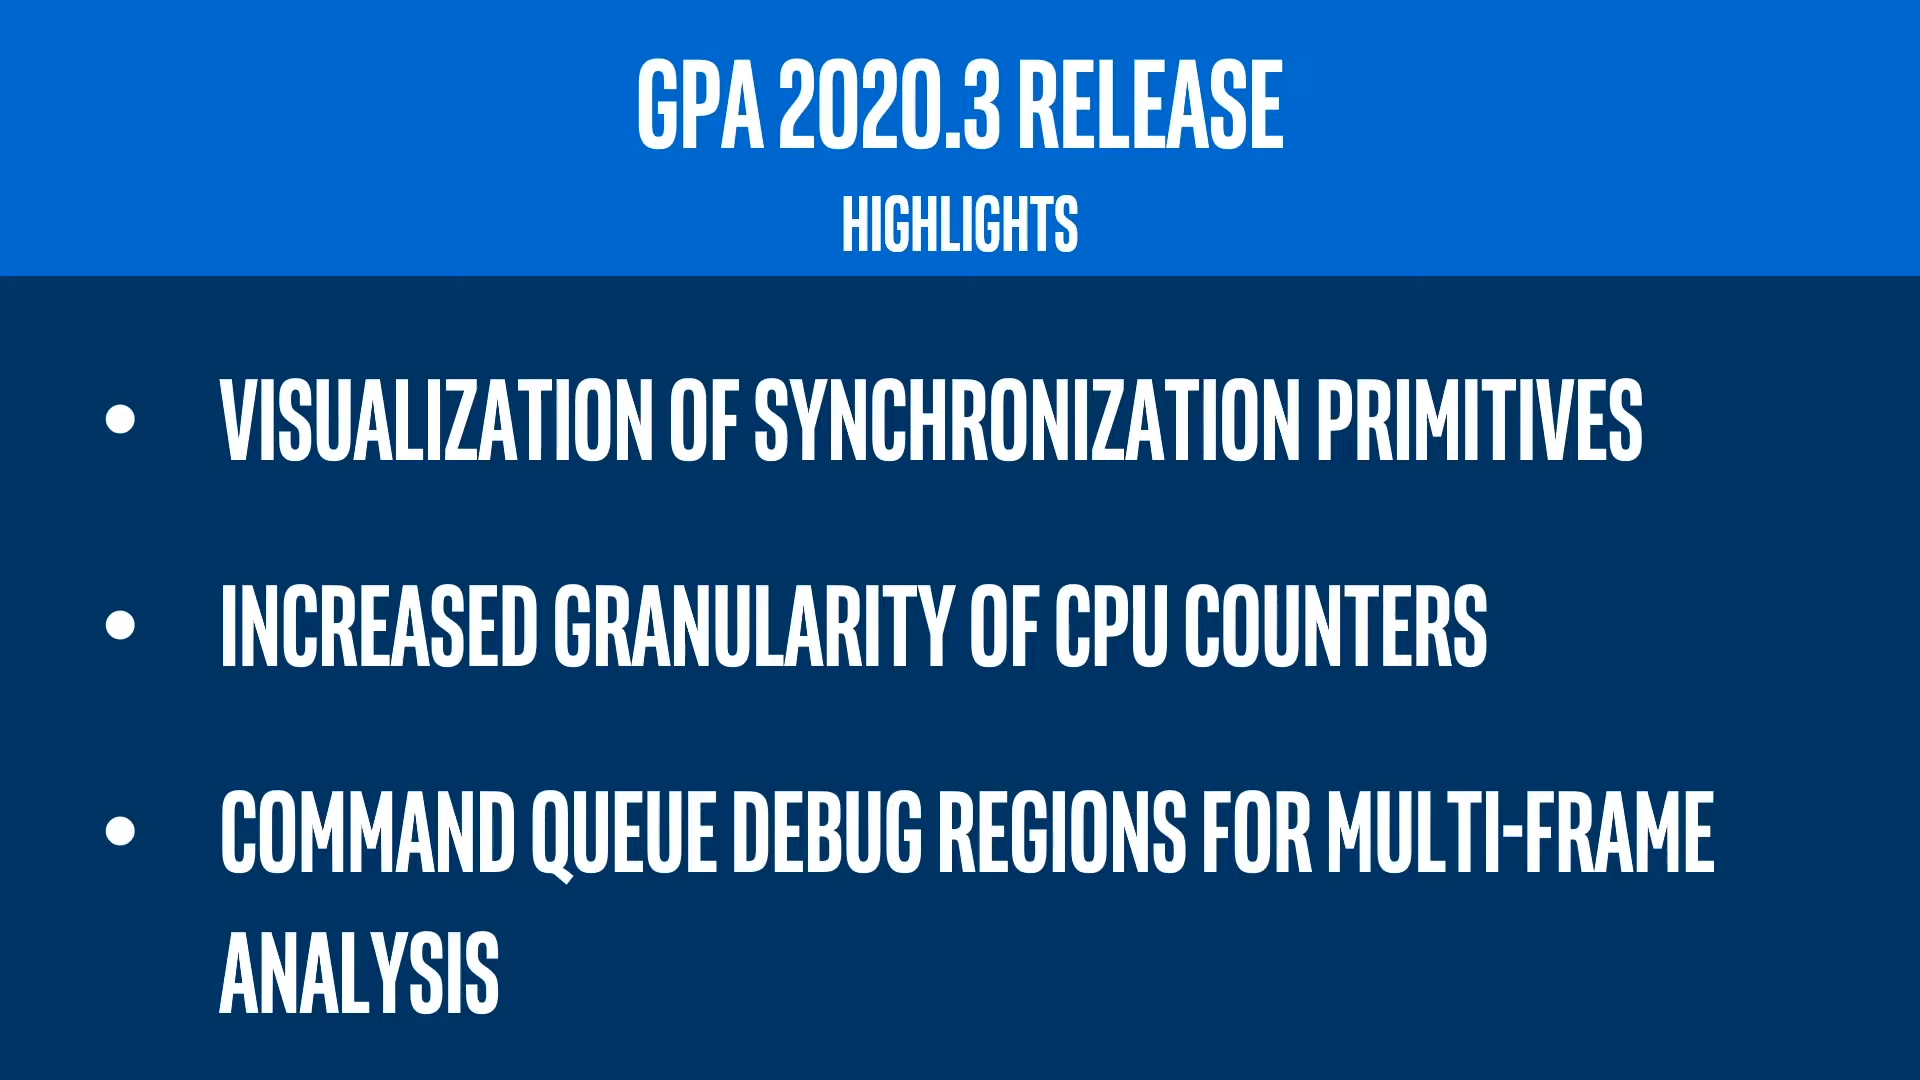 GPA 2020.3 RELEASE
HIGHLIGHTS
• VISUALIZATION OF SYNCHRONIZATION PRIMITIVES
• INCREASED GRANULARITY OF CPU COUNTERS
• COMMAND QUEUE DEBUG REGIONS FOR MULTI-FRAME
ANALYSIS